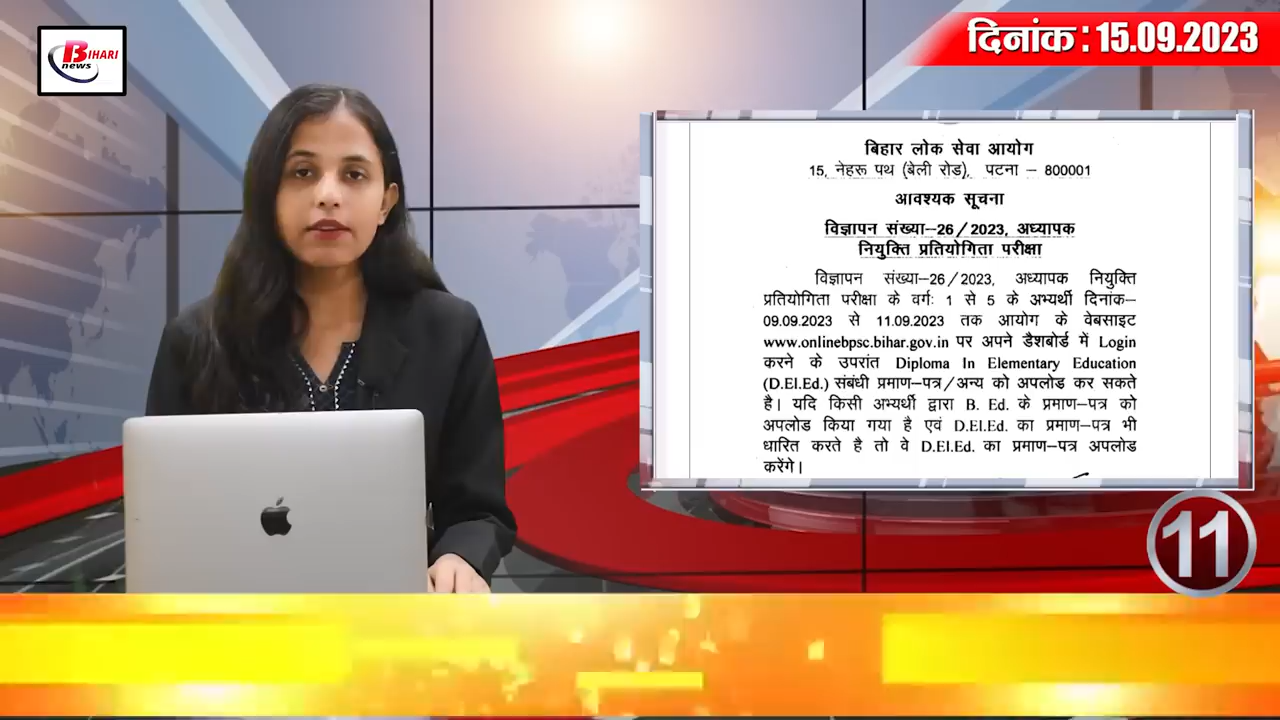 BIHARI
news
दिनांक : 15.09.2023
बिहार लोक सेवा आयोग
15, नेहरू पथ (बेली रोड), पटना – 800001
आवश्यक सूचना
विज्ञापन संख्या–26/2023, अध्यापक
नियुक्ति प्रतियोगिता परीक्षा
विज्ञापन संख्या–26/2023, अध्यापक नियुक्ति
प्रतियोगिता परीक्षा के वर्गः 1 से 5 के अभ्यर्थी दिनांक–
09.09.2023 से 11.09.2023 तक आयोग के वेबसाइट
www.onlinebpsc.bihar.gov.in पर अपने डैशबोर्ड में Login
करने के उपरांत Diploma In Elementary Education
(D.El.Ed.) संबंधी प्रमाण–पत्र/अन्य को अपलोड कर सकते
है। यदि किसी अभ्यर्थी द्वारा B. Ed. के प्रमाण–पत्र को
अपलोड किया गया है एवं D.El.Ed. का प्रमाण–पत्र भी
धारित करते है तो वे D.El.Ed. का प्रमाण–पत्र अपलोड
करेंगे।
11